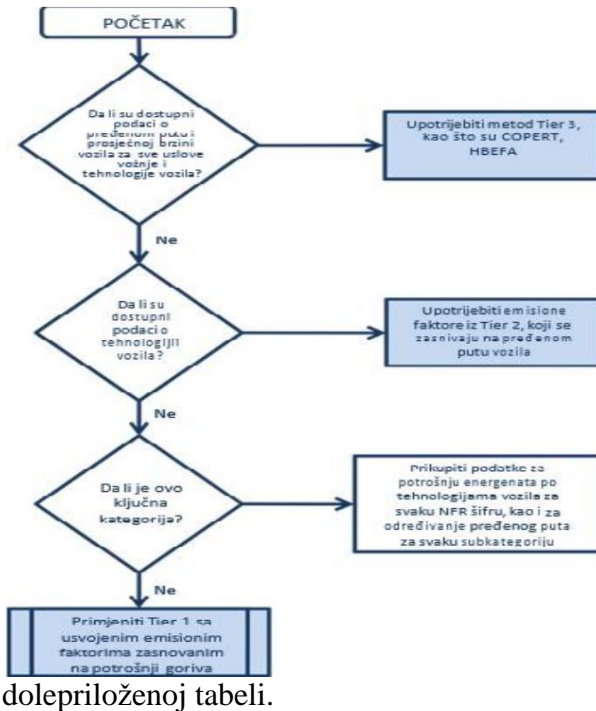 POČETAK
Da li su dostupni
podaci o
pređenom putu i
prosječnoj brzini
vozila za sve uslove
vožnje i
tehnologije vozila?
Upotrijebiti metod Tier 3,
kao što su COPERT,
HBEFA
Ne
Da li su
dostupni
podaci o
tehnologiji
vozila?
Upotrijebiti emisione
faktore iz Tier 2, koji se
zasnivaju na pređenom
putu vozila
Ne
Da li je ovo
ključna
kategorija?
Prikupiti podatke za
potrošnju energenata po
tehnologijama vozila za
svaku NFR šifru, kao i za
određivanje pređenog puta
za svaku subkategoriju
Ne
Primjeniti Tier 1 sa
usvojenim emisionim
faktorima zasnovanim
na potrošnji goriva
dolepriloženoj tabeli.